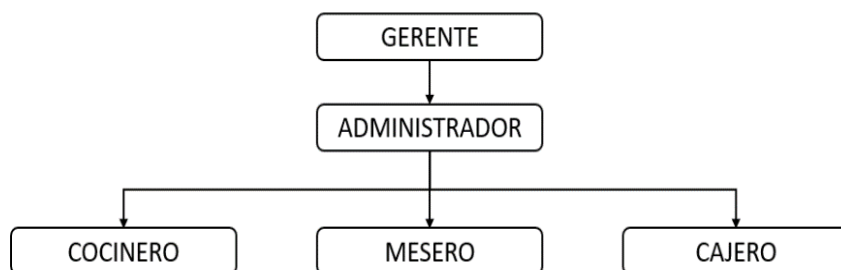 GERENTE
ADMINISTRADOR
COCINERO
MESERO
CAJERO